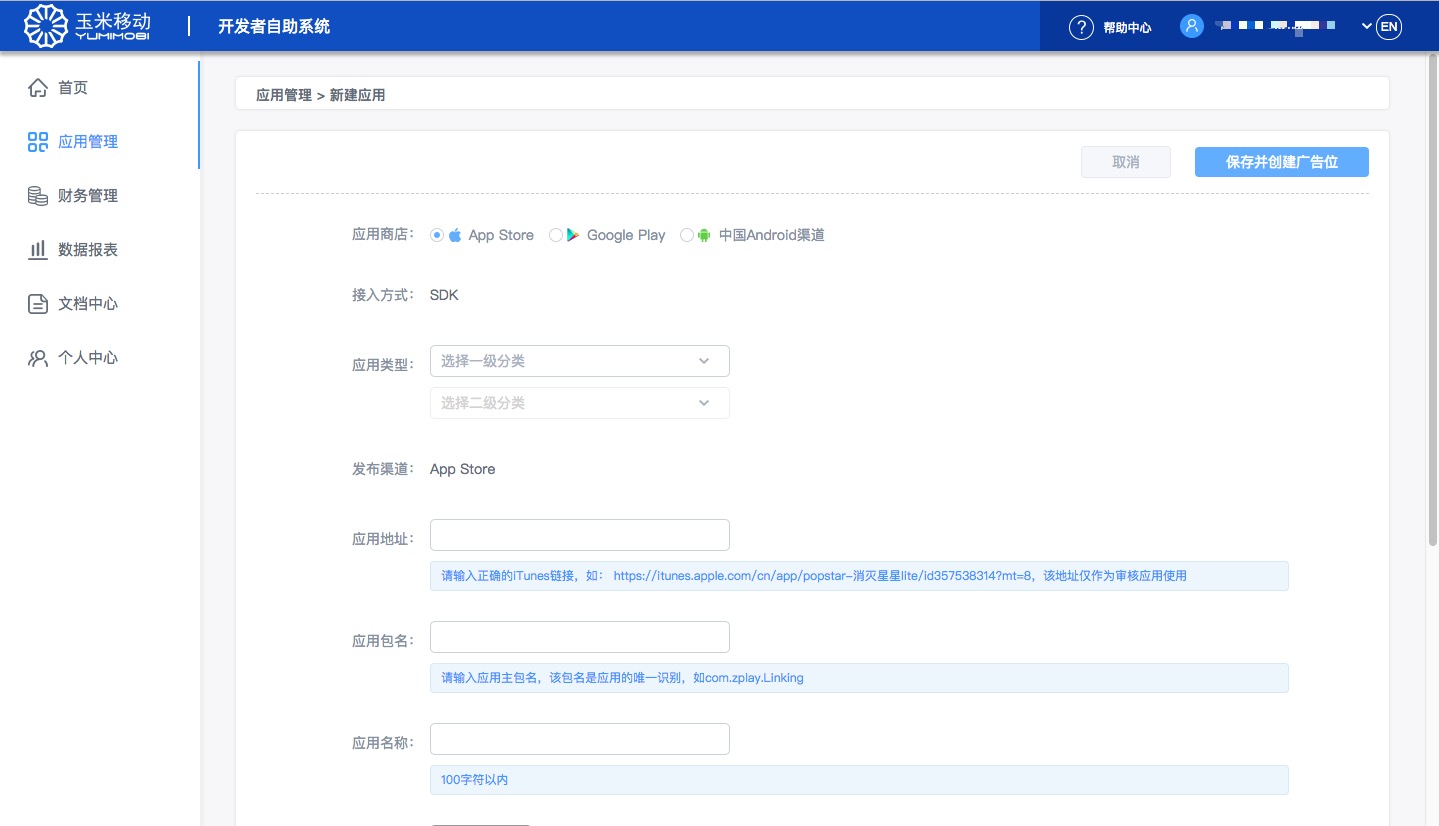 玉米移动
YUMIMOBI
开发者自助系统
? 帮助中心
EN
首页
应用管理
财务管理
数据报表
文档中心
个人中心
应用管理 > 新建应用
取消
保存并创建广告位
应用商店： App Store Google Play 中国Android渠道
接入方式： SDK
应用类型： 选择一级分类
选择二级分类
发布渠道： App Store
应用地址：
请输入正确的iTunes链接，如： https://itunes.apple.com/cn/app/popstar-消灭星星lite/id357538314?mt=8，该地址仅作为审核应用使用
应用包名：
请输入应用主包名，该包名是应用的唯一识别，如com.zplay.Linking
应用名称：
100字符以内